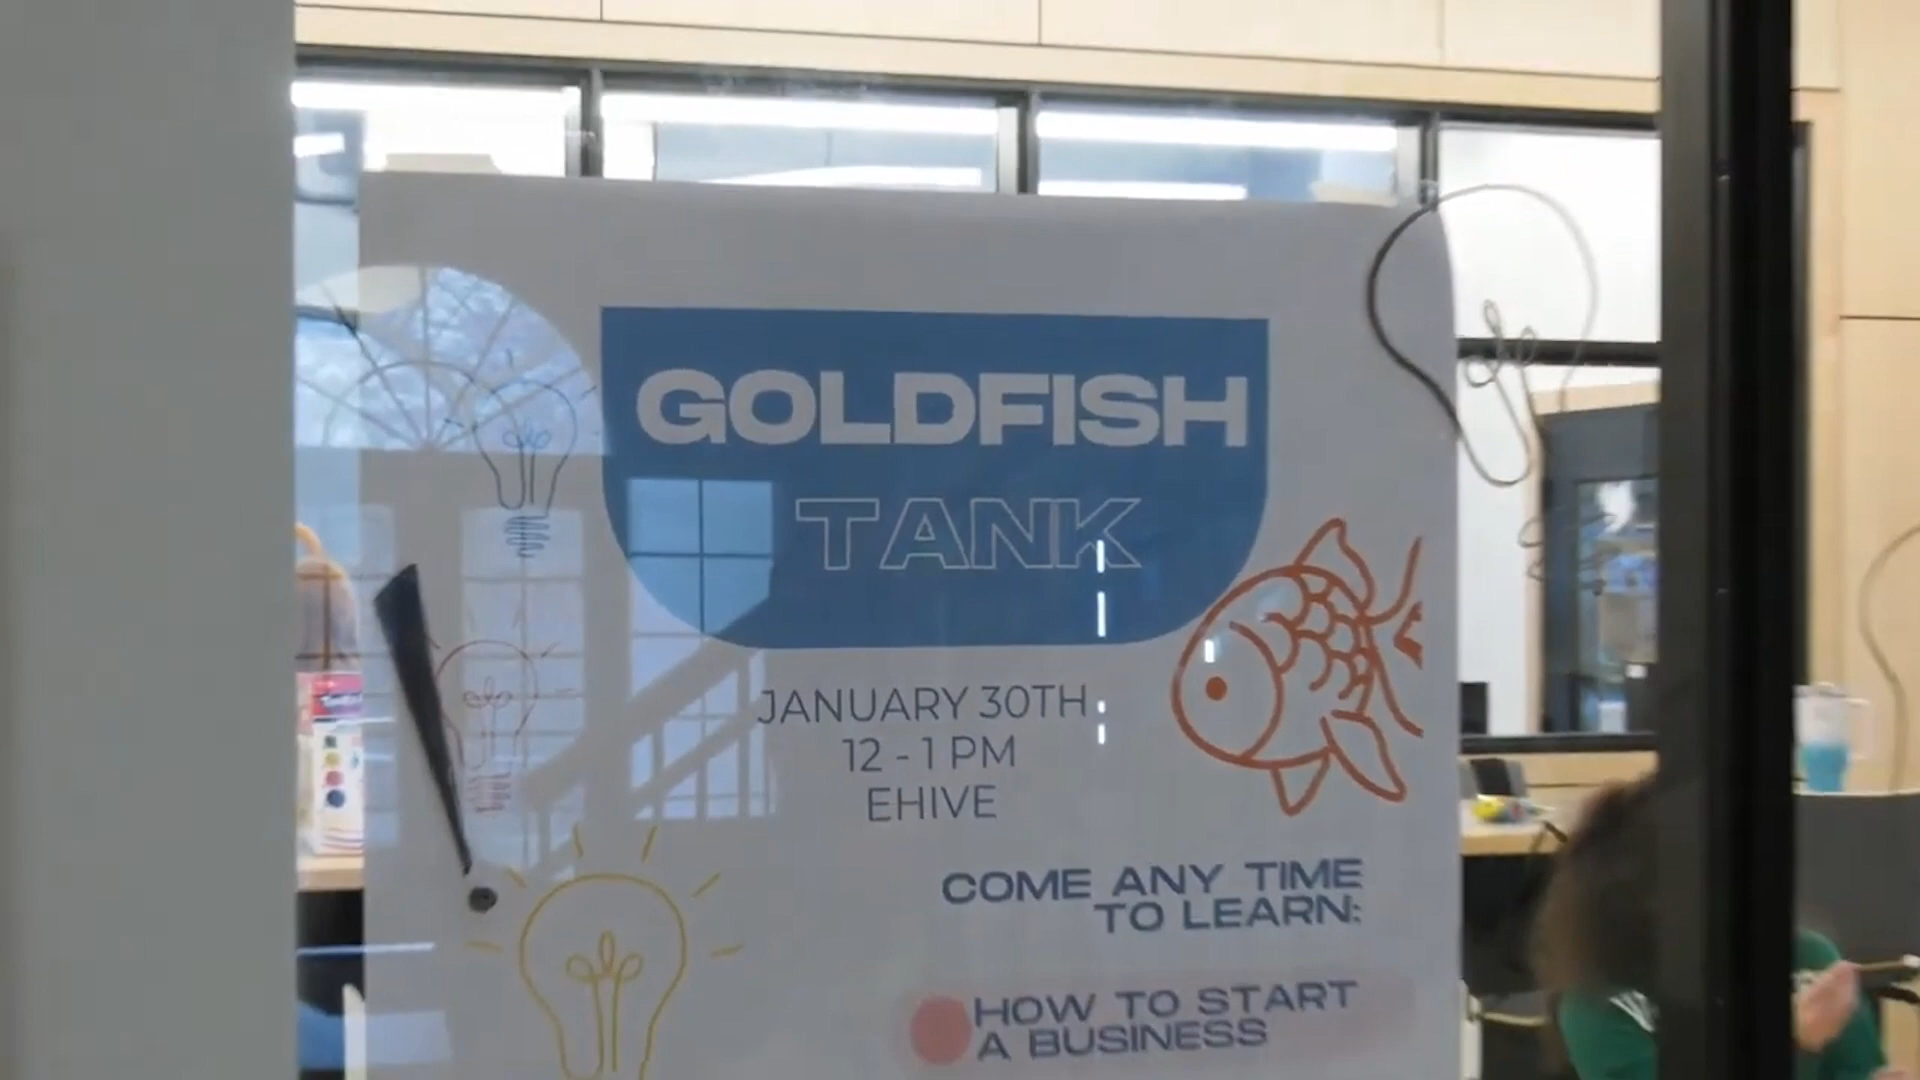 GOLDFISH
TANK
JANUARY 30TH
12 - 1 PM
EHIVE
COME ANY TIME
TO LEARN:
HOW TO START
A BUSINESS